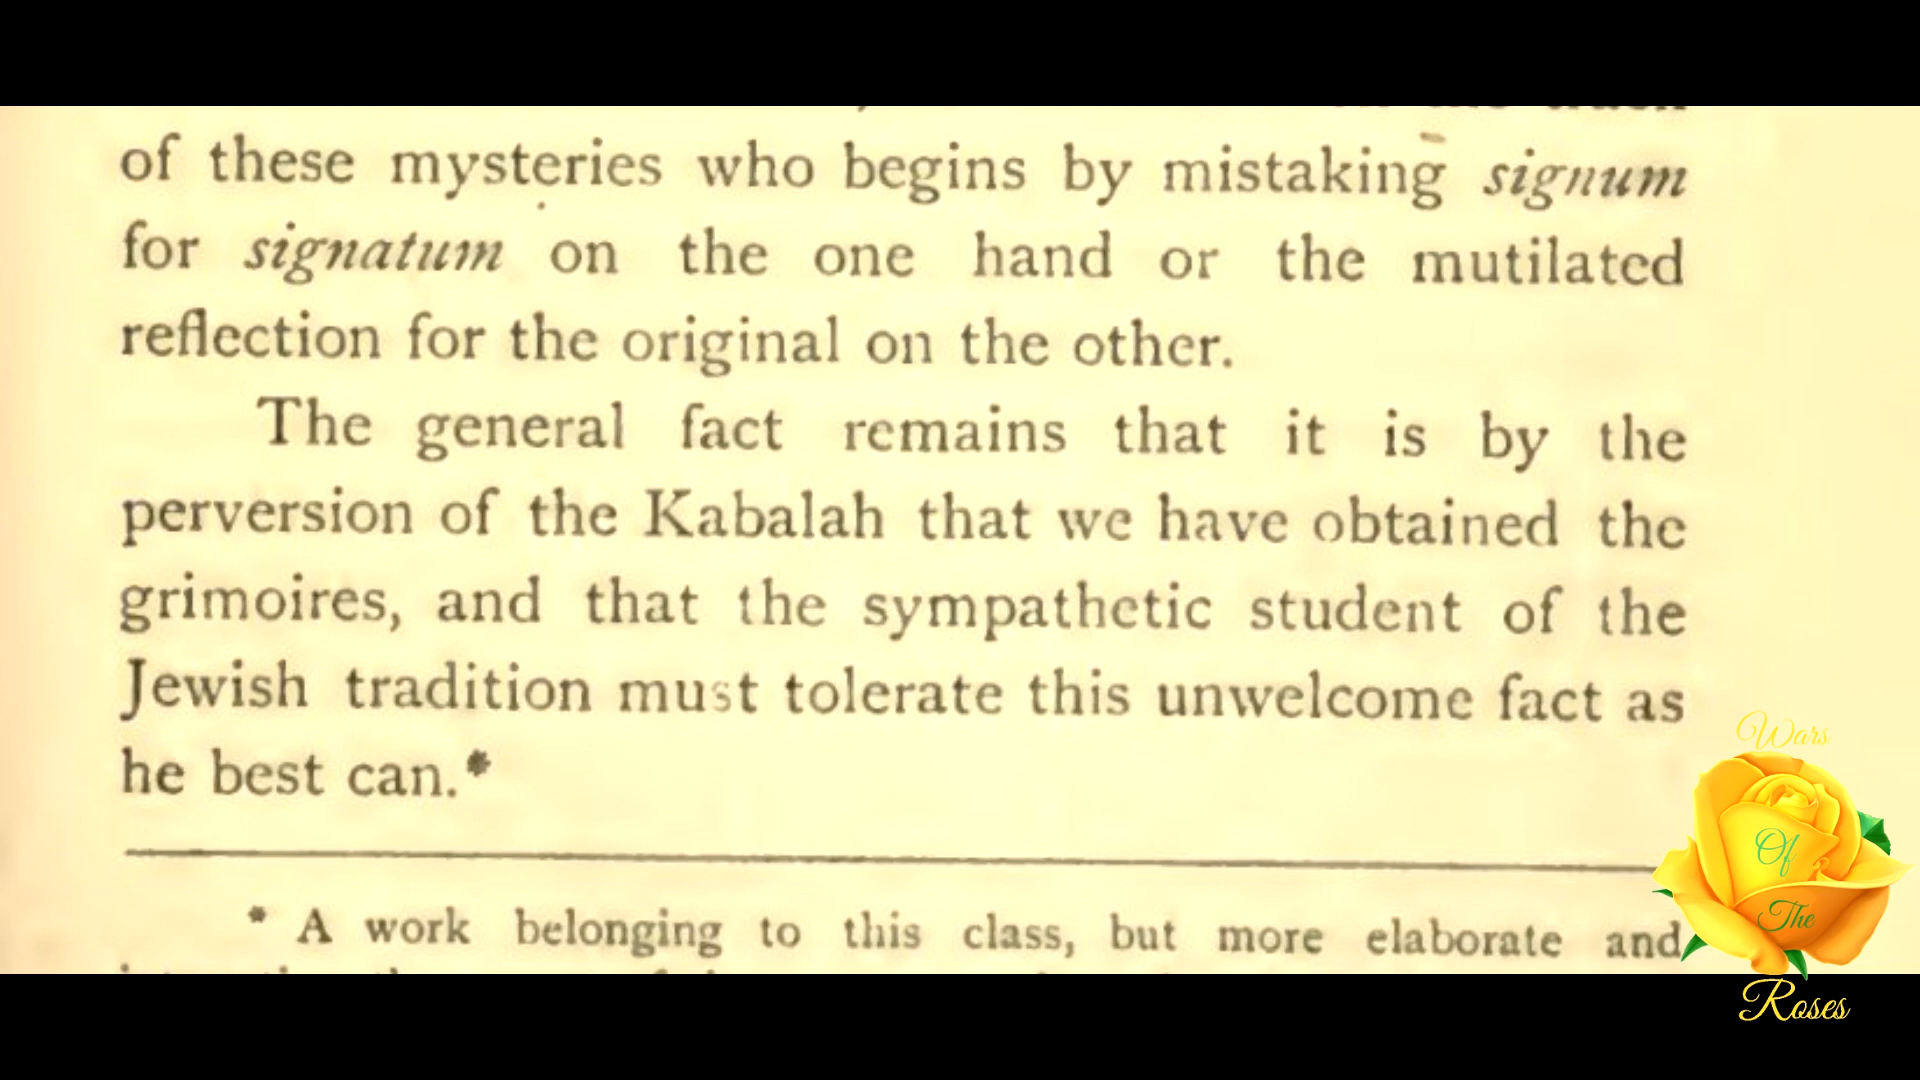 of these mysteries who begins by mistaking signum
for signatum on the one hand or the mutilated
reflection for the original on the other.
The general fact remains that it is by the
perversion of the Kabalah that we have obtained the
grimoires, and that the sympathetic student of the
Jewish tradition must tolerate this unwelcome fact as
he best can.*
* A work belonging to this class, but more elaborate and
Wars
Of
The
Roses